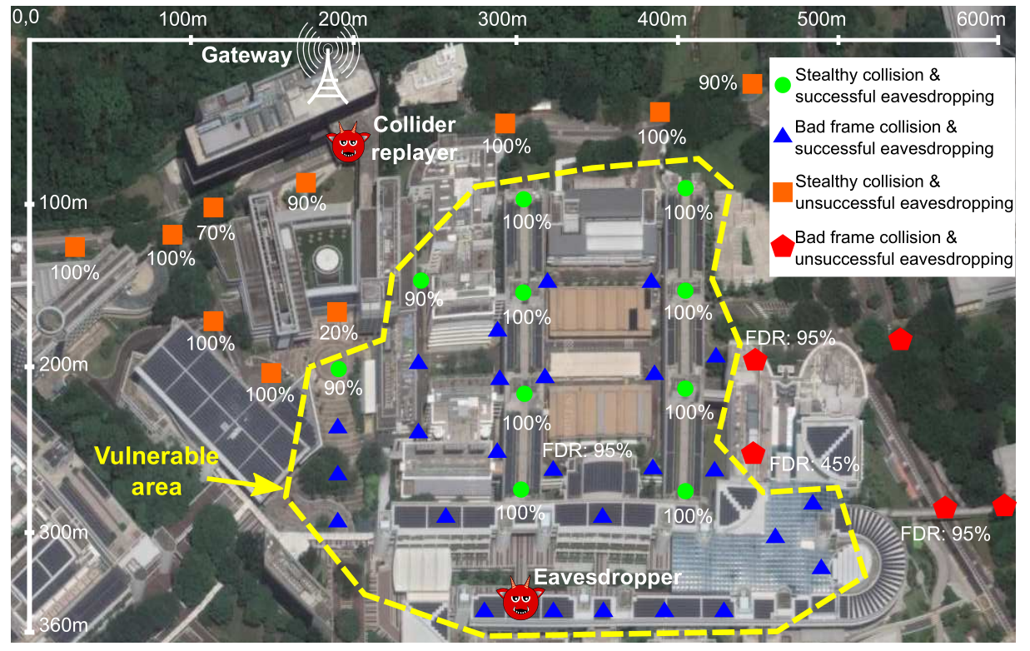 0,0
100m
200m
300m
400m
500m
600m
Gateway
90%
Stealthy collision &
successful eavesdropping
Bad frame collision &
successful eavesdropping
Stealthy collision &
unsuccessful eavesdropping
Bad frame collision &
unsuccessful eavesdropping
Collider
replayer
100%
100%
90%
100m
100%
100%
70%
100%
100%
90%
100%
100%
20%
100%
FDR: 95%
200m
90%
100%
100%
100%
FDR: 95%
Vulnerable
area
FDR: 45%
100%
100%
300m
FDR: 95%
Eavesdropper
360m